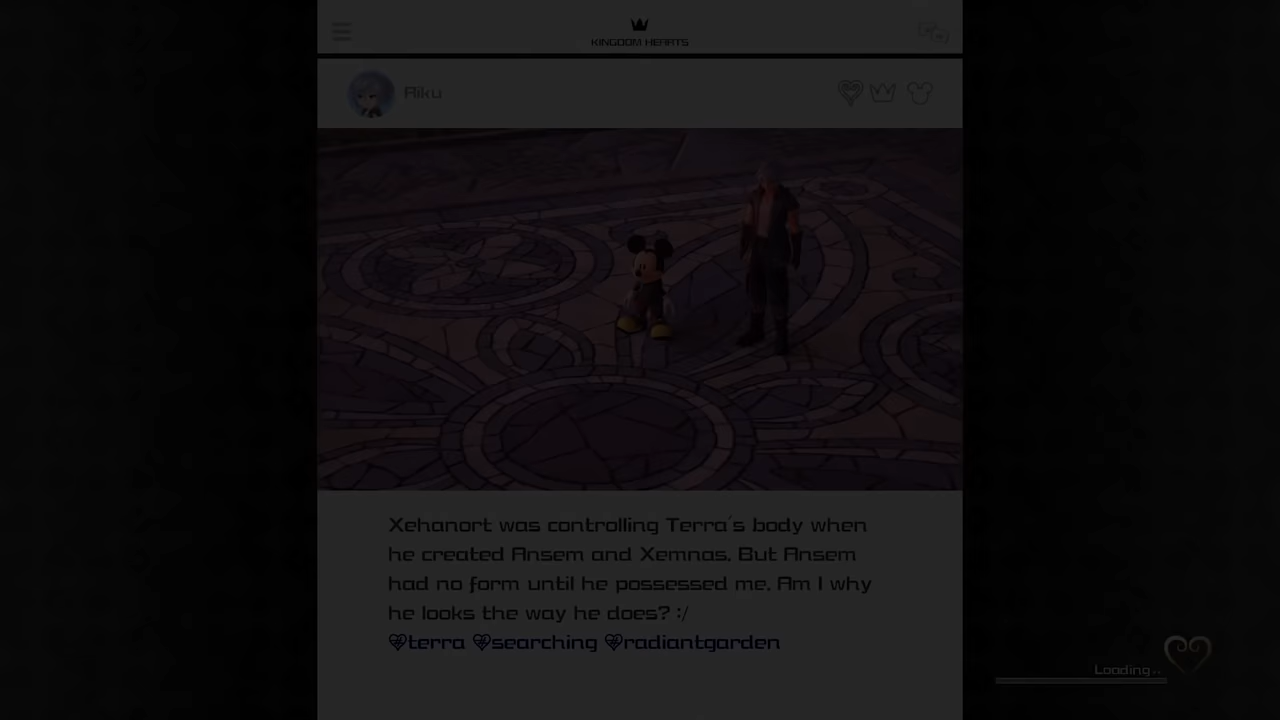 KINGDOM HEARTS
Riku
Xehanort was controlling Terra's body when
he created Ansem and Xemnas. But Ansem
had no form until he possessed me. Am I why
he looks the way he does? :/
terra searching radiantgarden
Loading..